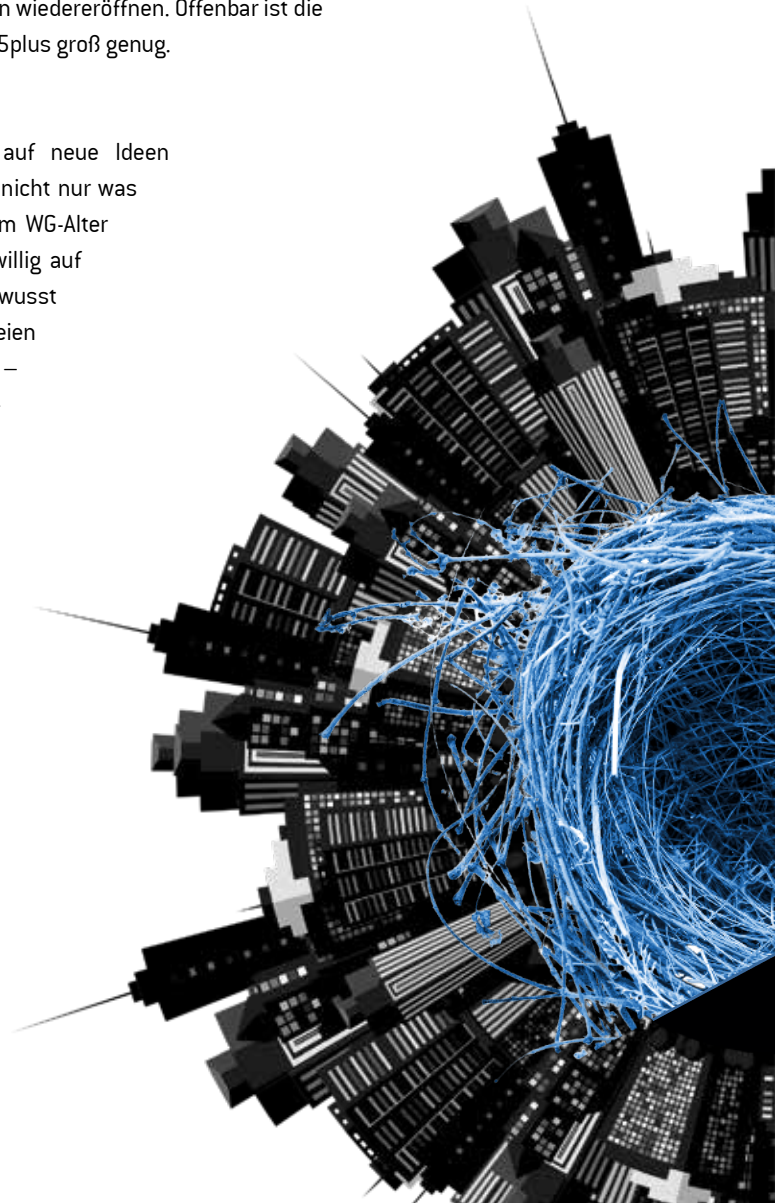 n wiedereröffnen. Offenbar ist die
5plus groß genug.
auf neue Ideen
nicht nur was
m WG-Alter
willig auf
wusst
eien
–